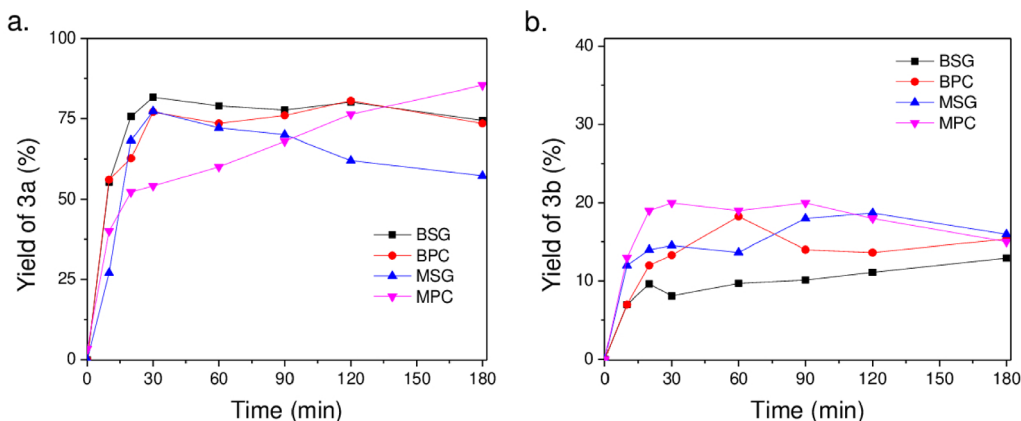 a.
Yield of 3a (%)
100
75
50
25
0
0 30 60 90 120 150 180
Time (min)
BSG
BPC
MSG
MPC
b.
Yield of 3b (%)
40
30
20
10
0
0 30 60 90 120 150 180
Time (min)
BSG
BPC
MSG
MPC